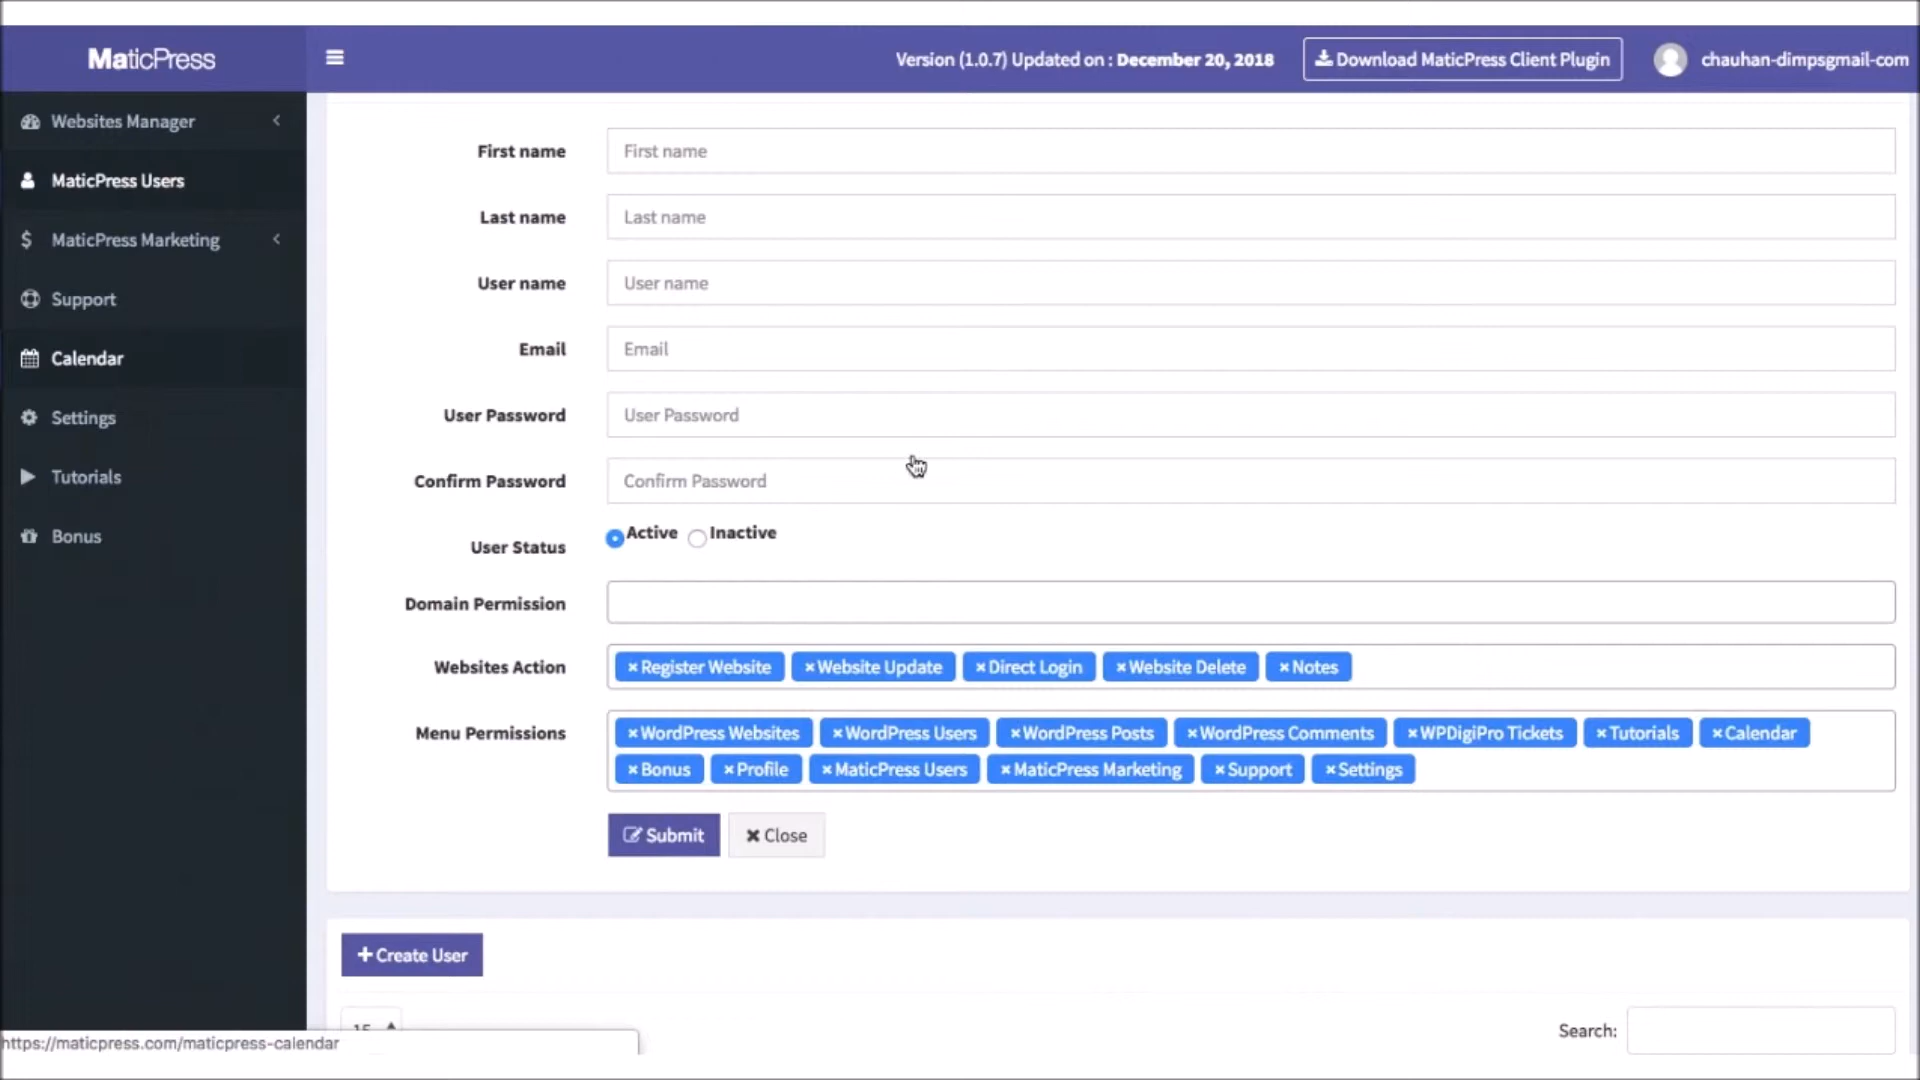 MaticPress
Version (1.0.7) Updated on : December 20, 2018
Download MaticPress Client Plugin
chauhan-dimpsgmail-com
Websites Manager
MaticPress Users
MaticPress Marketing
Support
Calendar
Settings
Tutorials
Bonus
First name First name
Last name Last name
User name User name
Email Email
User Password User Password
Confirm Password Confirm Password
User Status Active Inactive
Domain Permission
Websites Action ×Register Website ×Website Update ×Direct Login ×Website Delete ×Notes
Menu Permissions ×WordPress Websites ×WordPress Users ×WordPress Posts ×WordPress Comments ×WPDigiPro Tickets ×Tutorials ×Calendar
×Bonus ×Profile ×MaticPress Users ×MaticPress Marketing ×Support ×Settings
Submit Close
+ Create User
15 Search:
https://maticpress.com/maticpress-calendar